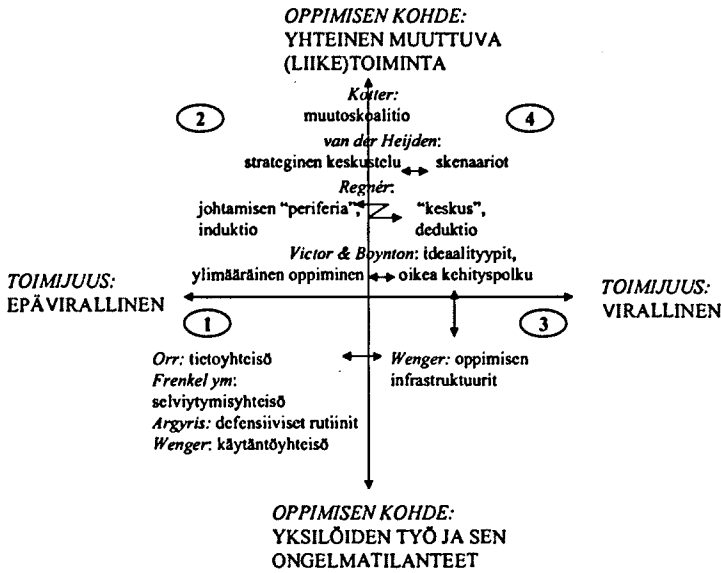 OPPIMISEN KOHDE:
YHTEINEN MUUTTUVA
(LIIKE)TOIMINTA
Kotter:
muutoskoalitio
2
4
van der Heijden:
strateginen keskustelu skenaariot
Regnér:
johtamisen "periferia", "keskus",
induktio deduktio
Victor & Boynton: ideaalityypit,
ylimääräinen oppiminen oikea kehityspolku
TOIMIJUUS:
EPÄVIRALLINEN
TOIMIJUUS:
VIRALLINEN
1
3
Orr: tietoyhteisö
Frenkel ym:
selviytymisyhteisö
Argyris: defensiiviset rutiinit
Wenger: käytäntöyhteisö
Wenger: oppimisen
infrastruktuurit
OPPIMISEN KOHDE:
YKSILÖIDEN TYÖ JA SEN
ONGELMATILANTEET